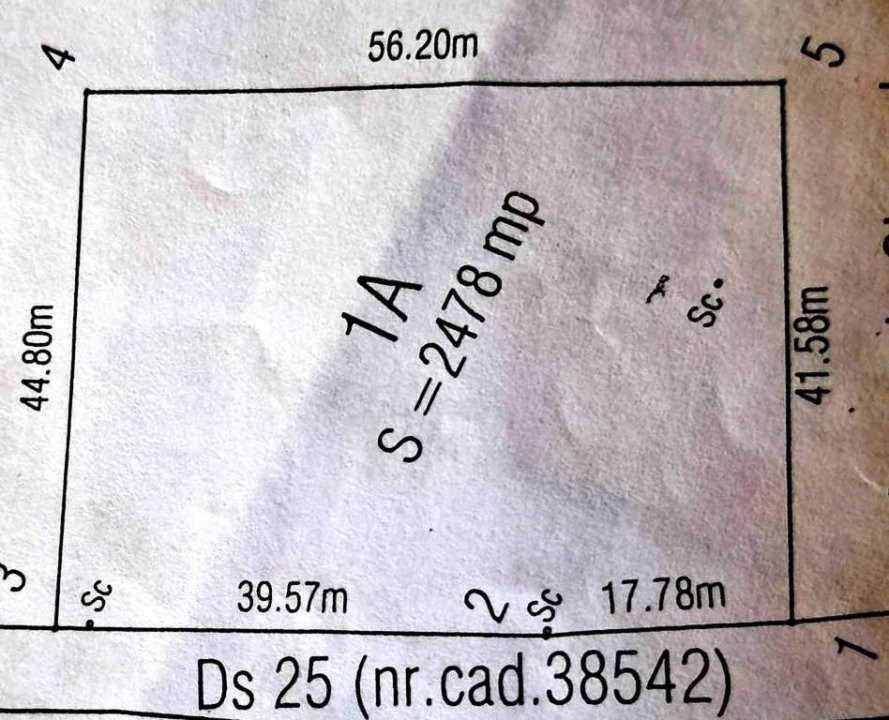 4
56.20m
5
1A
S =2478 mp
Sc.
44.80m
41.58m
3
Sc
39.57m
2
Sc
17.78m
1
Ds 25 (nr.cad.38542)